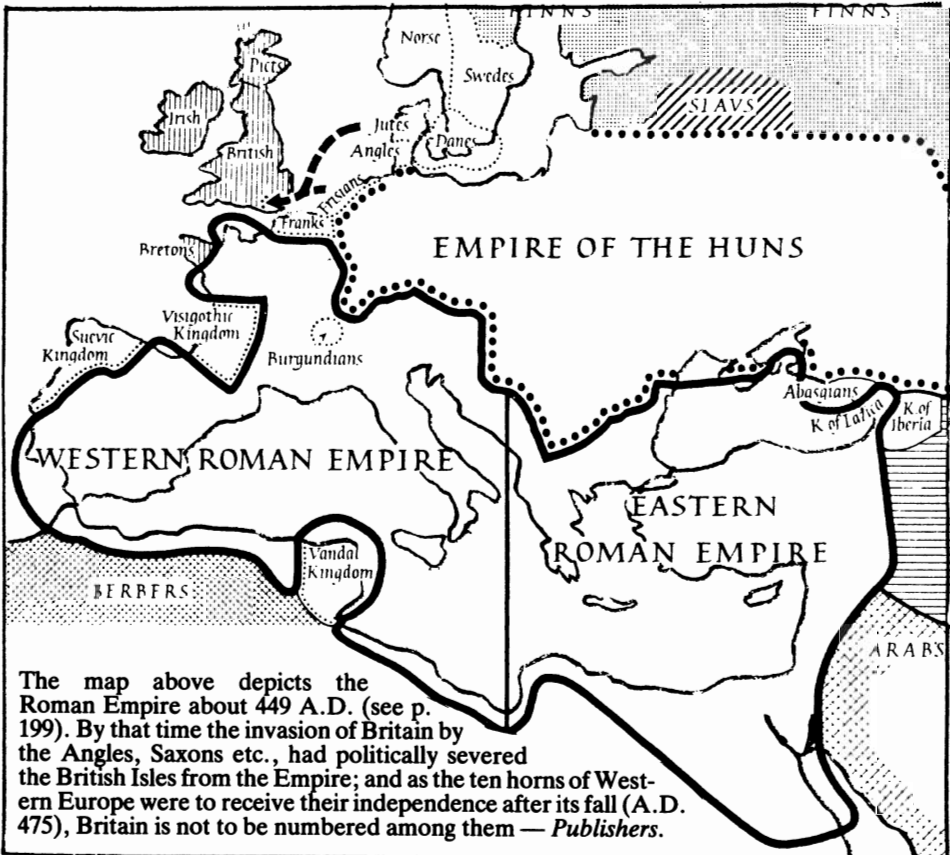 FINNS
FINNS
Norse
Picts
Swedes
SLAVS
Irish
Jutes
Danes
Angles
British
Frisians
Franks
Bretons
EMPIRE OF THE HUNS
Visigothic
Kingdom
Suevic
Kingdom
Burgundians
Abasgians
K of
K of
Iberia
WESTERN ROMAN EMPIRE
EASTERN
ROMAN EMPIRE
Vandal
Kingdom
BERBERS
ARABS
The map above depicts the
Roman Empire about 449 A.D. (see p.
199). By that time the invasion of Britain by
the Angles, Saxons etc., had politically severed
the British Isles from the Empire; and as the ten horns of West-
ern Europe were to receive their independence after its fall (A.D.
475), Britain is not to be numbered among them — Publishers.